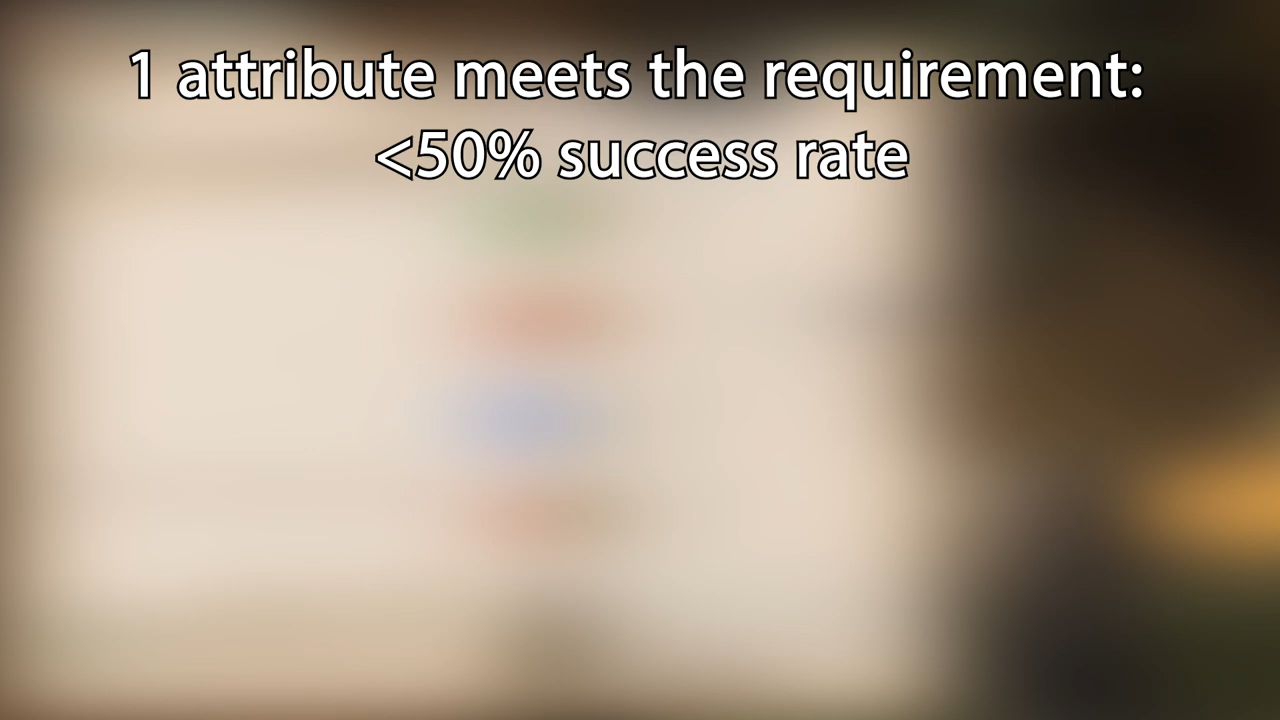 1 attribute meets the requirement:
<50% success rate